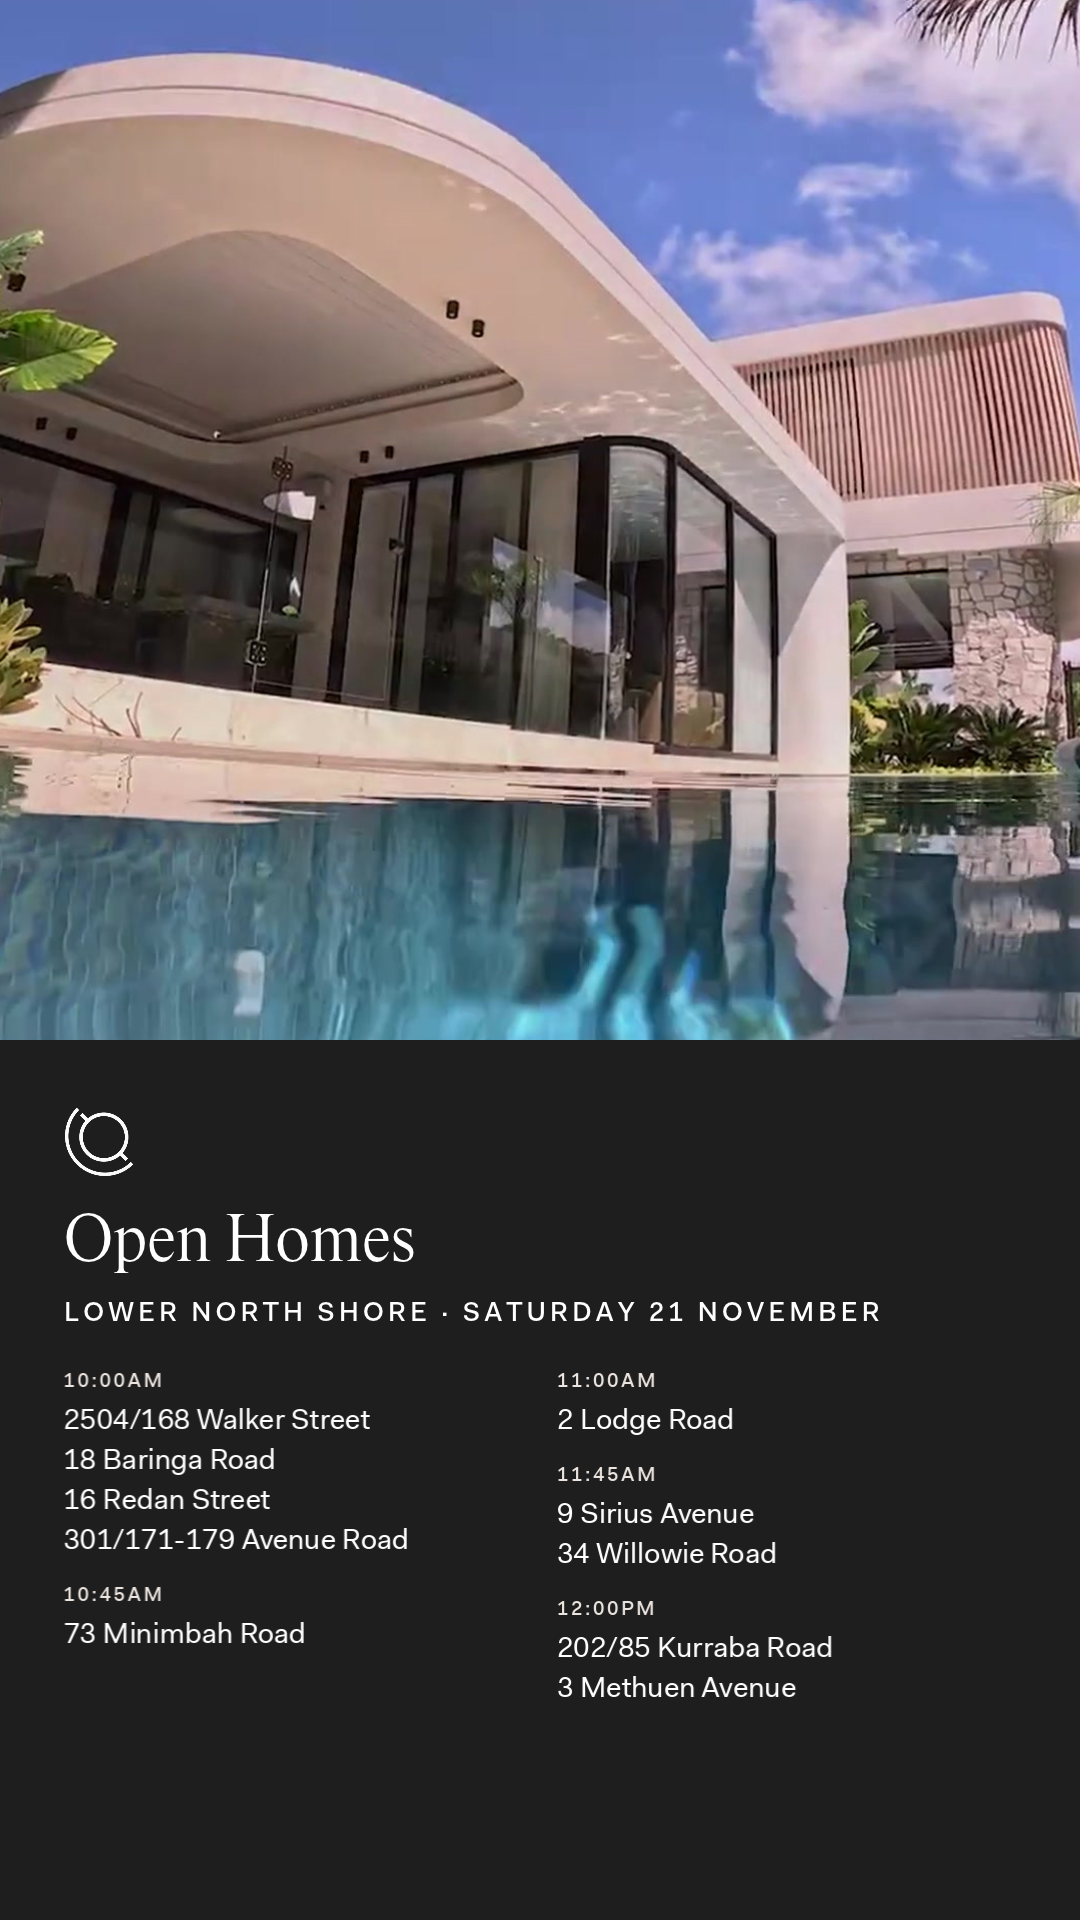 Open Homes
LOWER NORTH SHORE · SATURDAY 21 NOVEMBER
10:00AM
2504/168 Walker Street
18 Baringa Road
16 Redan Street
301/171-179 Avenue Road
10:45AM
73 Minimbah Road
11:00AM
2 Lodge Road
11:45AM
9 Sirius Avenue
34 Willowie Road
12:00PM
202/85 Kurraba Road
3 Methuen Avenue